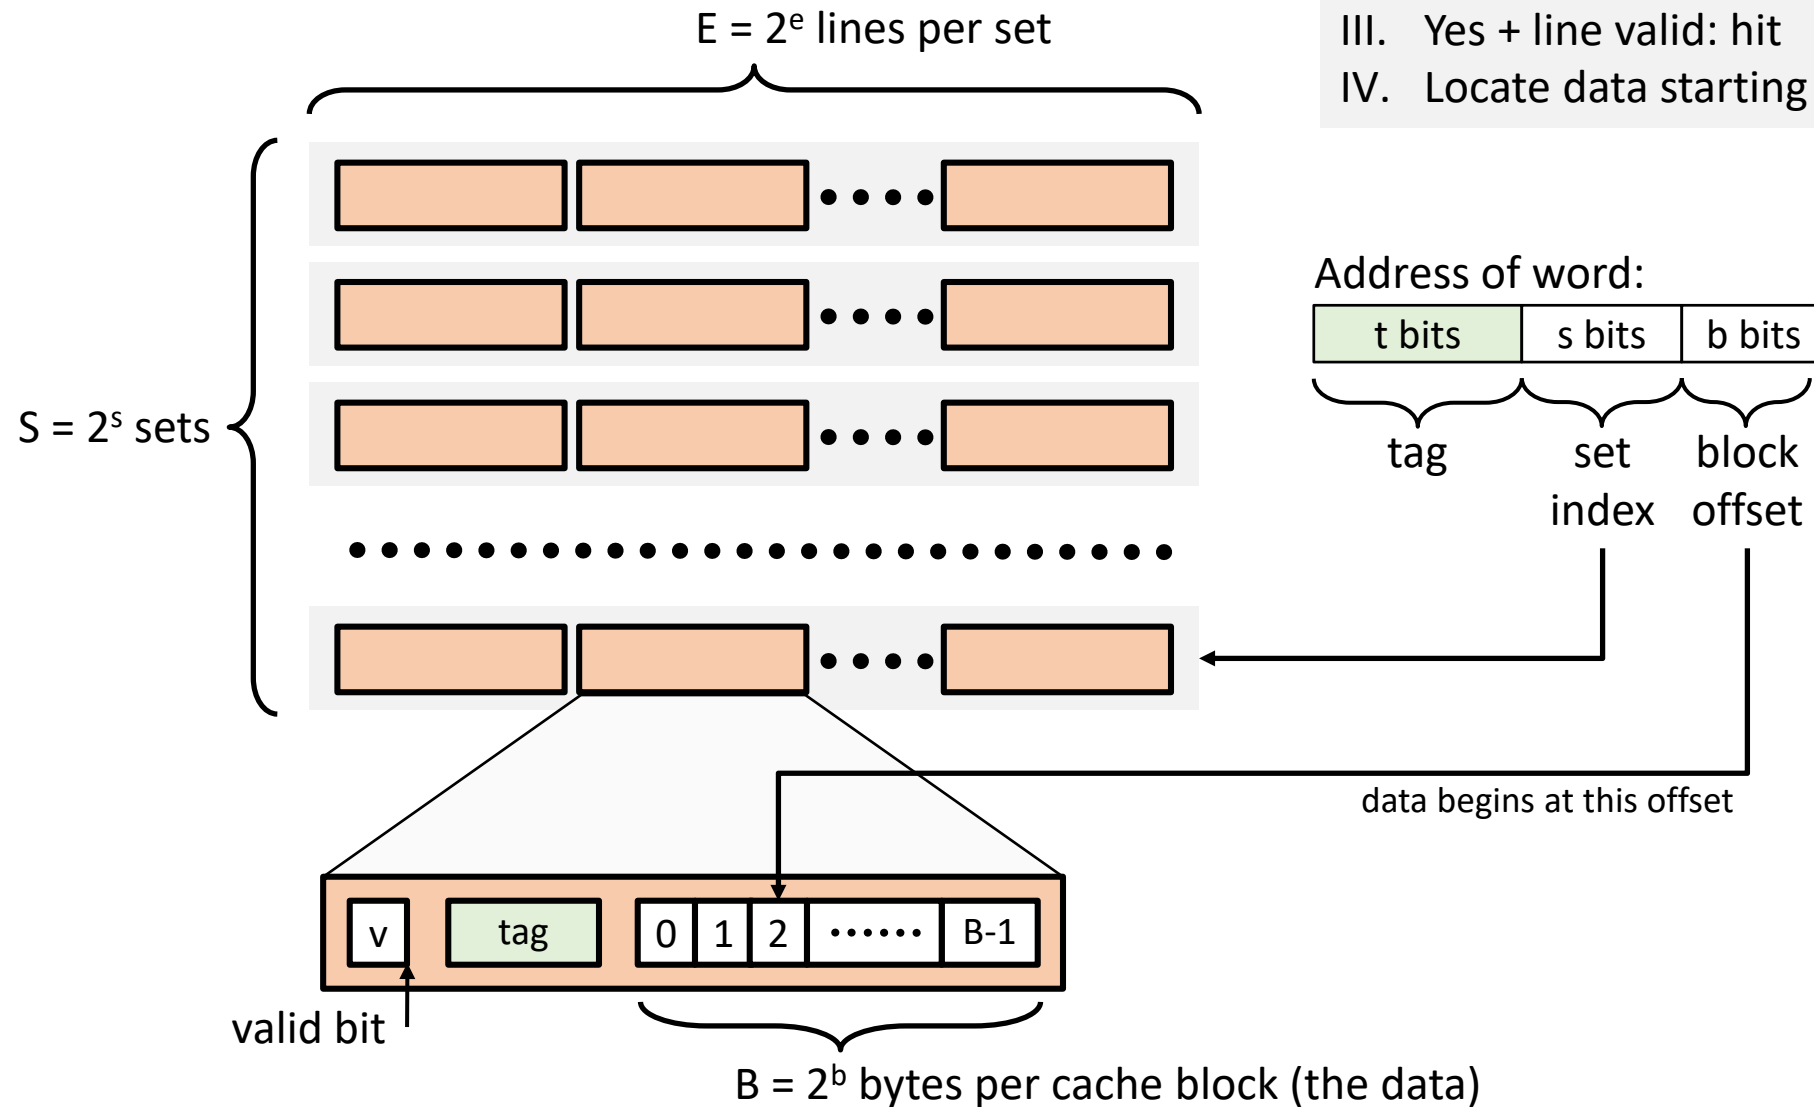 E = 2ᵉ lines per set
III. Yes + line valid: hit
IV. Locate data starting
Address of word:
t bits s bits b bits
tag set block
index offset
S = 2ˢ sets
data begins at this offset
v tag 0 1 2 •••••• B-1
valid bit
B = 2ᵇ bytes per cache block (the data)